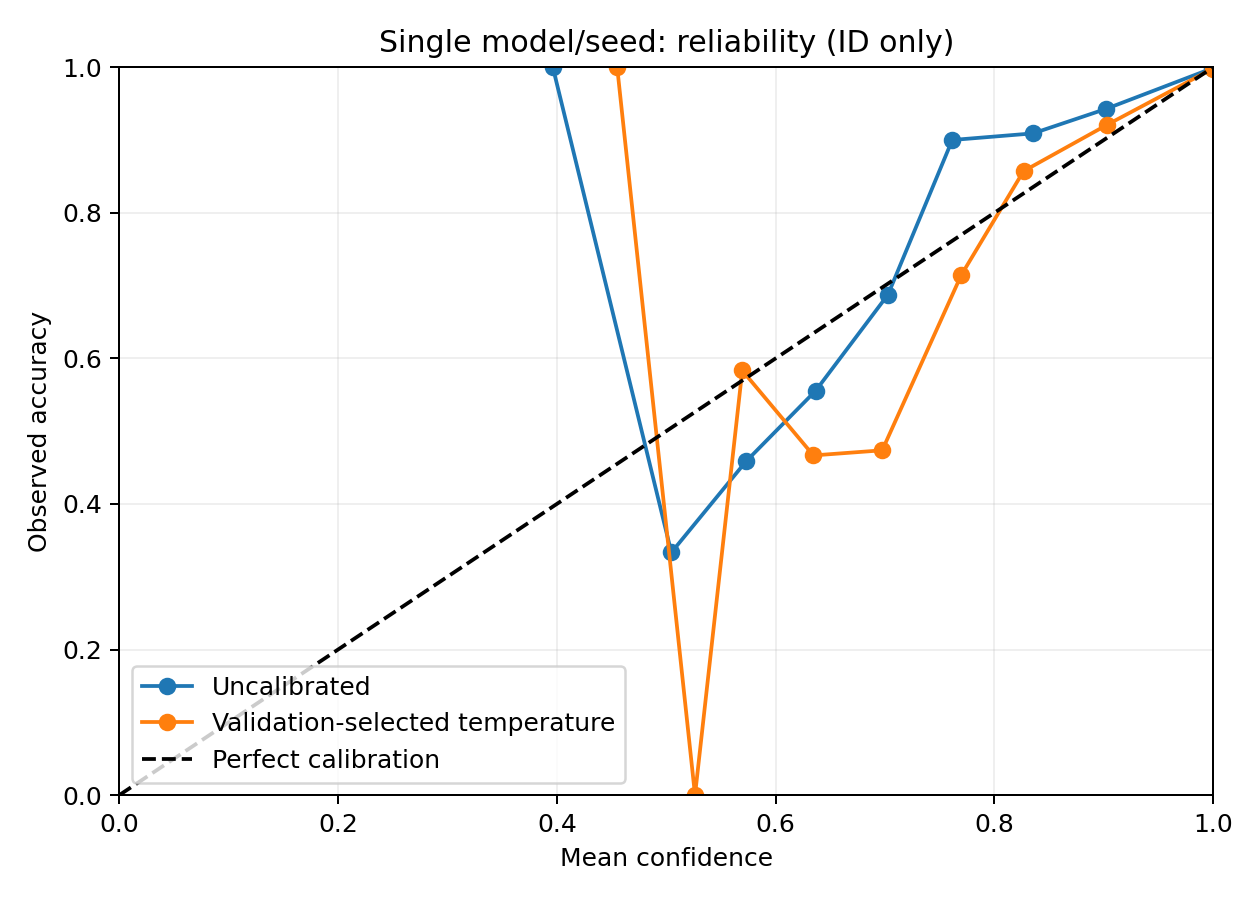 Single model/seed: reliability (ID only)
1.0
0.8
0.6
0.4
0.2
0.0
Observed accuracy
Uncalibrated
Validation-selected temperature
Perfect calibration
0.0 0.2 0.4 0.6 0.8 1.0
Mean confidence